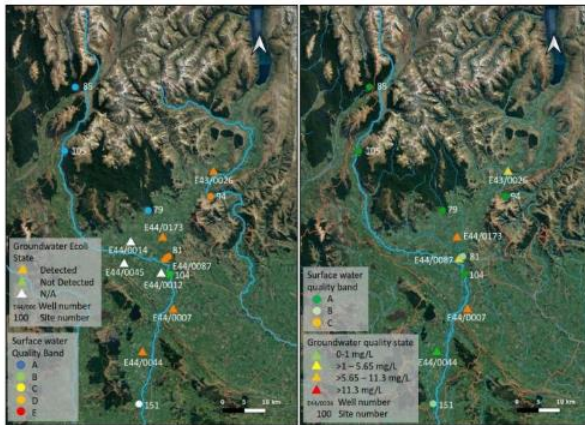 85
105
E43/0026
94
79
E44/0173
E44/0014
81
E44/0087
E44/0045
104
E44/0012
E44/0007
E44/0044
151
Groundwater Ecoli
State
Detected
Not Detected
N/A
Well number
100 Site number
Surface water
Quality Band
A
B
C
D
E
0 5 10 km
85
105
E43/0026
94
79
E44/0173
81
E44/0087
104
E44/0007
E44/0044
151
Surface water
quality band
A
B
C
Groundwater quality state
0-1 mg/L
>1 – 5.65 mg/L
>5.65 – 11.3 mg/L
>11.3 mg/L
Well number
100 Site number
0 5 10 km